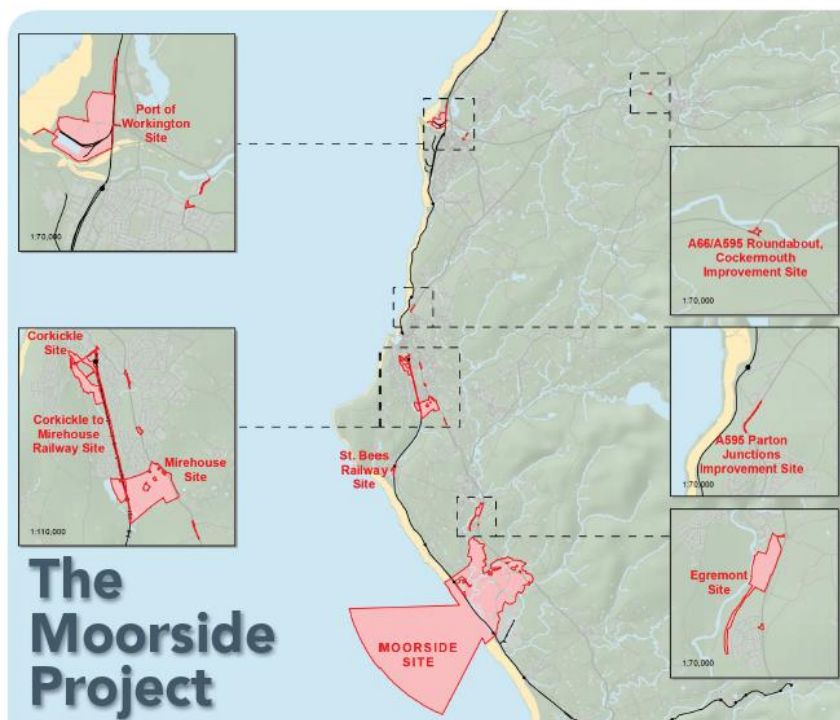 Port of
Workington
Site
1:70,000
A66/A595 Roundabout,
Cockermouth
Improvement Site
1:70,000
Corkickle
Site
Corkickle to
Mirehouse
Railway Site
Mirehouse
Site
1:110,000
St. Bees
Railway
Site
A595 Parton
Junctions
Improvement Site
1:70,000
Egremont
Site
1:70,000
MOORSIDE
SITE
The
Moorside
Project